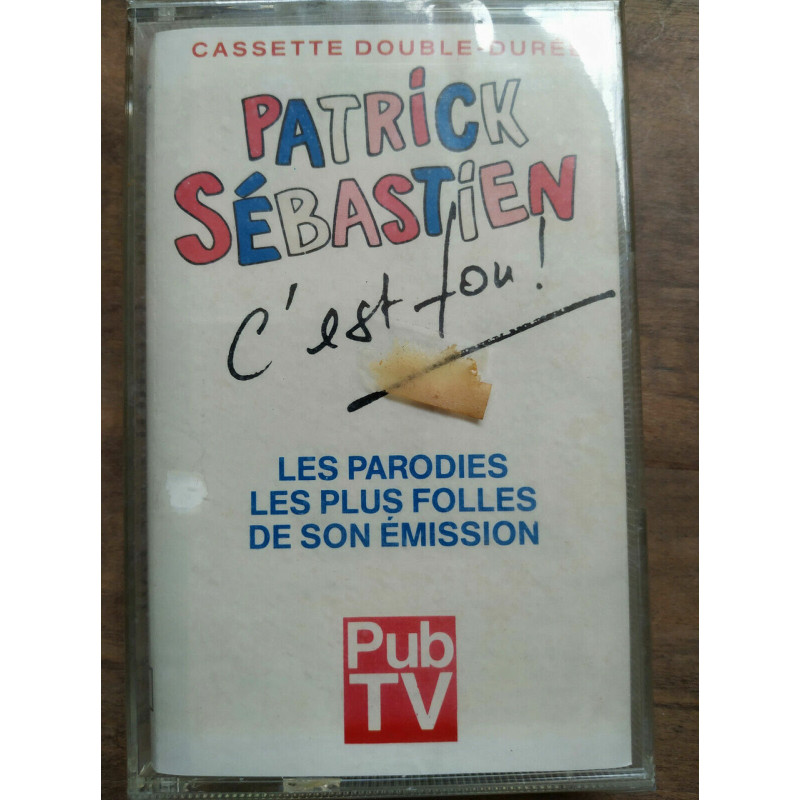 CASSETTE DOUBLE-DURÉE
PATRICK
SÉBASTIEN
C'est fou!
LES PARODIES
LES PLUS FOLLES
DE SON ÉMISSION
Pub
TV